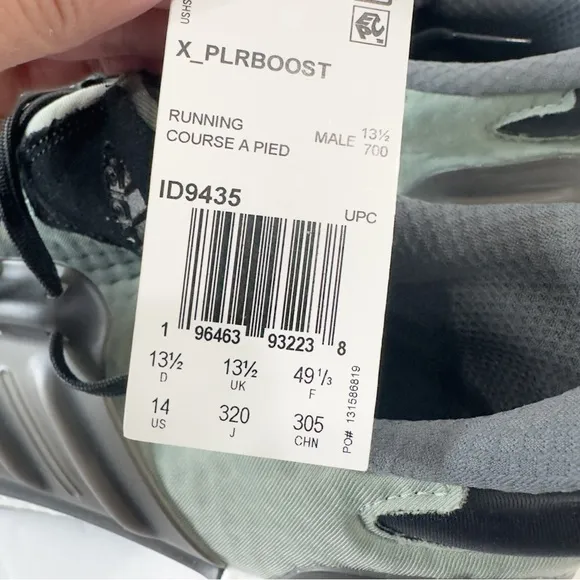 USHS
X_PLRBOOST
RUNNING
COURSE A PIED
MALE 13½
700
ID9435
UPC
1 96463 93223 8
13½ 13½ 49⅓
D UK F
14 320 305
US J CHN
PO# 131586819